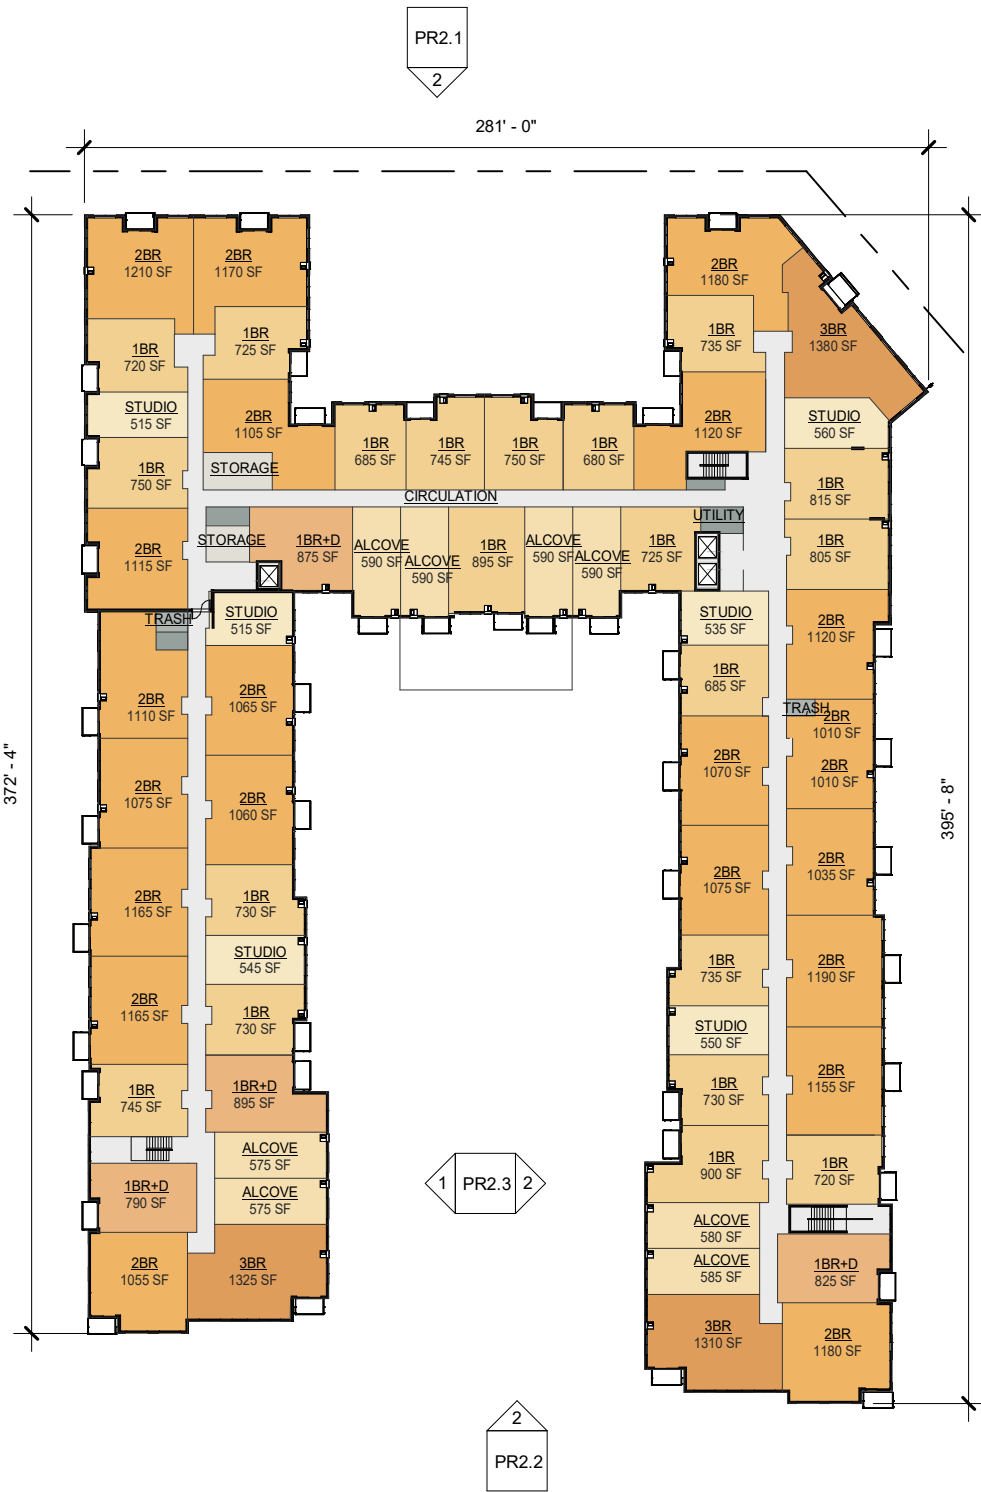 PR2.1
2
281' - 0"
2BR
1210 SF
2BR
1170 SF
2BR
1180 SF
1BR
720 SF
1BR
725 SF
1BR
735 SF
3BR
1380 SF
STUDIO
515 SF
2BR
1105 SF
2BR
1120 SF
STUDIO
560 SF
1BR
685 SF
1BR
745 SF
1BR
750 SF
1BR
680 SF
1BR
750 SF
STORAGE
1BR
815 SF
CIRCULATION
UTILITY
2BR
1115 SF
STORAGE
1BR+D
875 SF
ALCOVE
590 SF
ALCOVE
590 SF
1BR
895 SF
ALCOVE
590 SF
ALCOVE
590 SF
1BR
725 SF
1BR
805 SF
TRASH
STUDIO
515 SF
STUDIO
535 SF
2BR
1120 SF
1BR
685 SF
2BR
1110 SF
2BR
1065 SF
TRASH
2BR
1010 SF
372' - 4"
2BR
1075 SF
2BR
1060 SF
2BR
1070 SF
2BR
1010 SF
395' - 8"
2BR
1165 SF
1BR
730 SF
2BR
1075 SF
2BR
1035 SF
STUDIO
545 SF
1BR
735 SF
2BR
1190 SF
2BR
1165 SF
1BR
730 SF
STUDIO
550 SF
1BR
745 SF
1BR+D
895 SF
1BR
730 SF
2BR
1155 SF
ALCOVE
575 SF
1BR
900 SF
1BR
720 SF
1BR+D
790 SF
ALCOVE
575 SF
1 PR2.3 2
ALCOVE
580 SF
ALCOVE
585 SF
1BR+D
825 SF
2BR
1055 SF
3BR
1325 SF
3BR
1310 SF
2BR
1180 SF
2
PR2.2